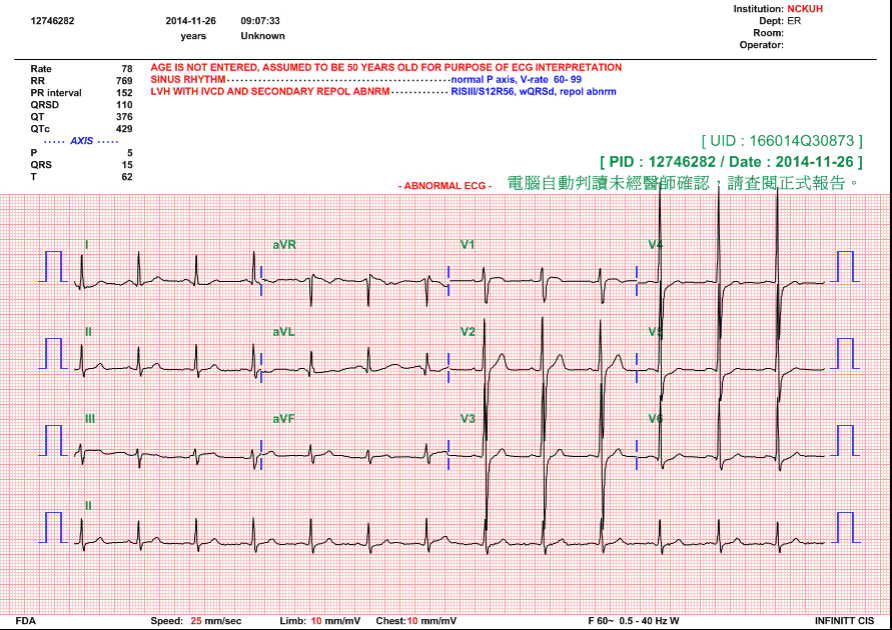 Institution: NCKUH
12746282 2014-11-26 09:07:33 Dept: ER
years Unknown Room:
Operator:
Rate 78 AGE IS NOT ENTERED, ASSUMED TO BE 50 YEARS OLD FOR PURPOSE OF ECG INTERPRETATION
RR 769 SINUS RHYTHM - - - - - - - - - - - - - - - - - - - - - - - - - - - - - - normal P axis, V-rate 60- 99
PR interval 152 LVH WITH IVCD AND SECONDARY REPOL ABNRM - - - - - - - - - - - RISIII/S12R56, wQRSd, repol abnrm
QRSD 110
QT 376
QTc 429
- - - - - AXIS - - - - -
P 5
QRS 15
T 62
[ UID : 166014Q30873 ]
[ PID : 12746282 / Date : 2014-11-26 ]
- ABNORMAL ECG - 電腦自動判讀未經醫師確認，請查閱正式報告。
I aVR V1 V4
II aVL V2 V5
III aVF V3 V6
II
FDA Speed: 25 mm/sec Limb: 10 mm/mV Chest: 10 mm/mV F 60~ 0.5 - 40 Hz W INFINITT CIS